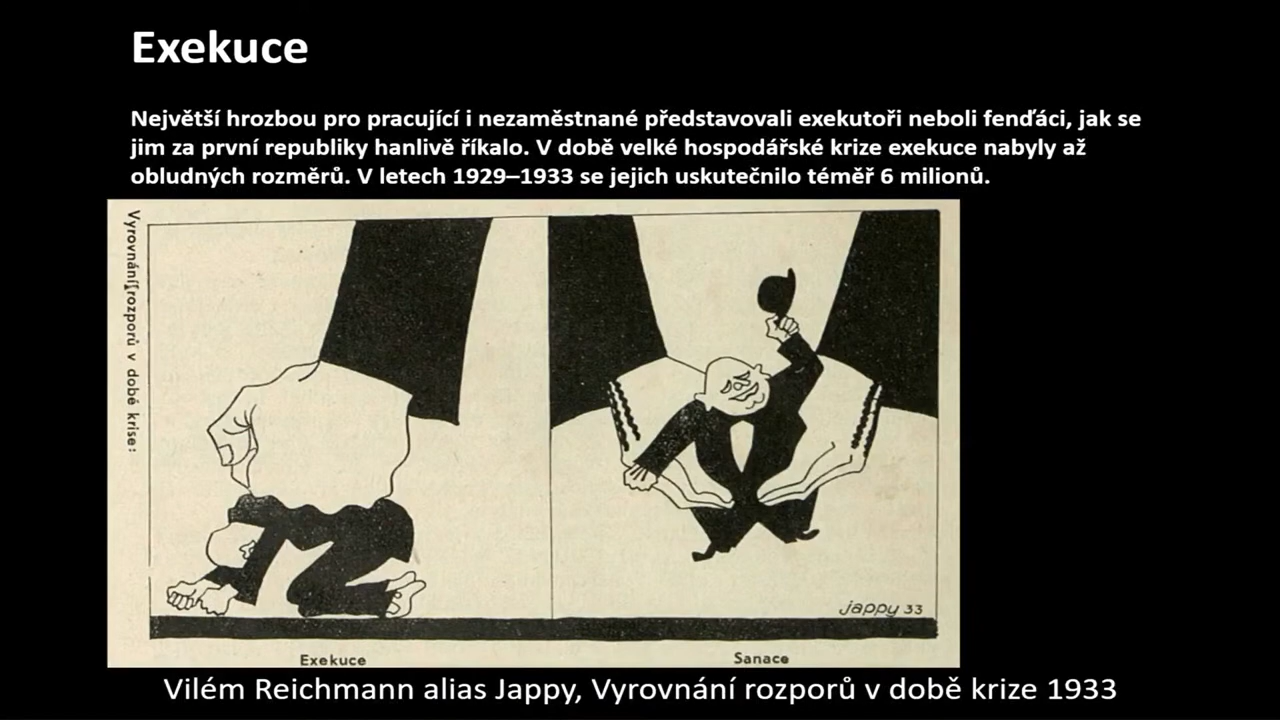 Exekuce
Největší hrozbou pro pracující i nezaměstnané představovali exekutoři neboli fenďáci, jak se
jim za první republiky hanlivě říkalo. V době velké hospodářské krize exekuce nabyly až
obludných rozměrů. V letech 1929–1933 se jejich uskutečnilo téměř 6 milionů.
Vyrovnání rozporů v době krise:
jappy 33
Exekuce
Sanace
Vilém Reichmann alias Jappy, Vyrovnání rozporů v době krize 1933